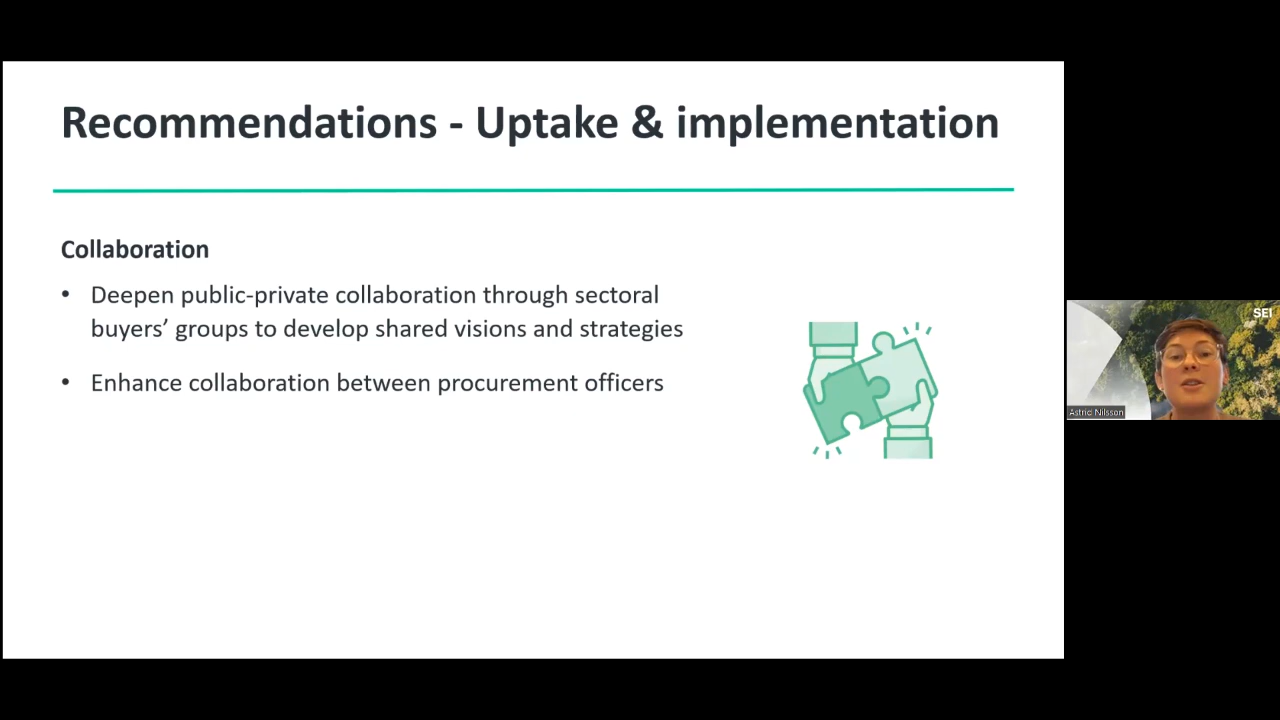 Recommendations - Uptake & implementation
Collaboration
• Deepen public-private collaboration through sectoral
buyers’ groups to develop shared visions and strategies
• Enhance collaboration between procurement officers
SEI
Astrid Nilsson